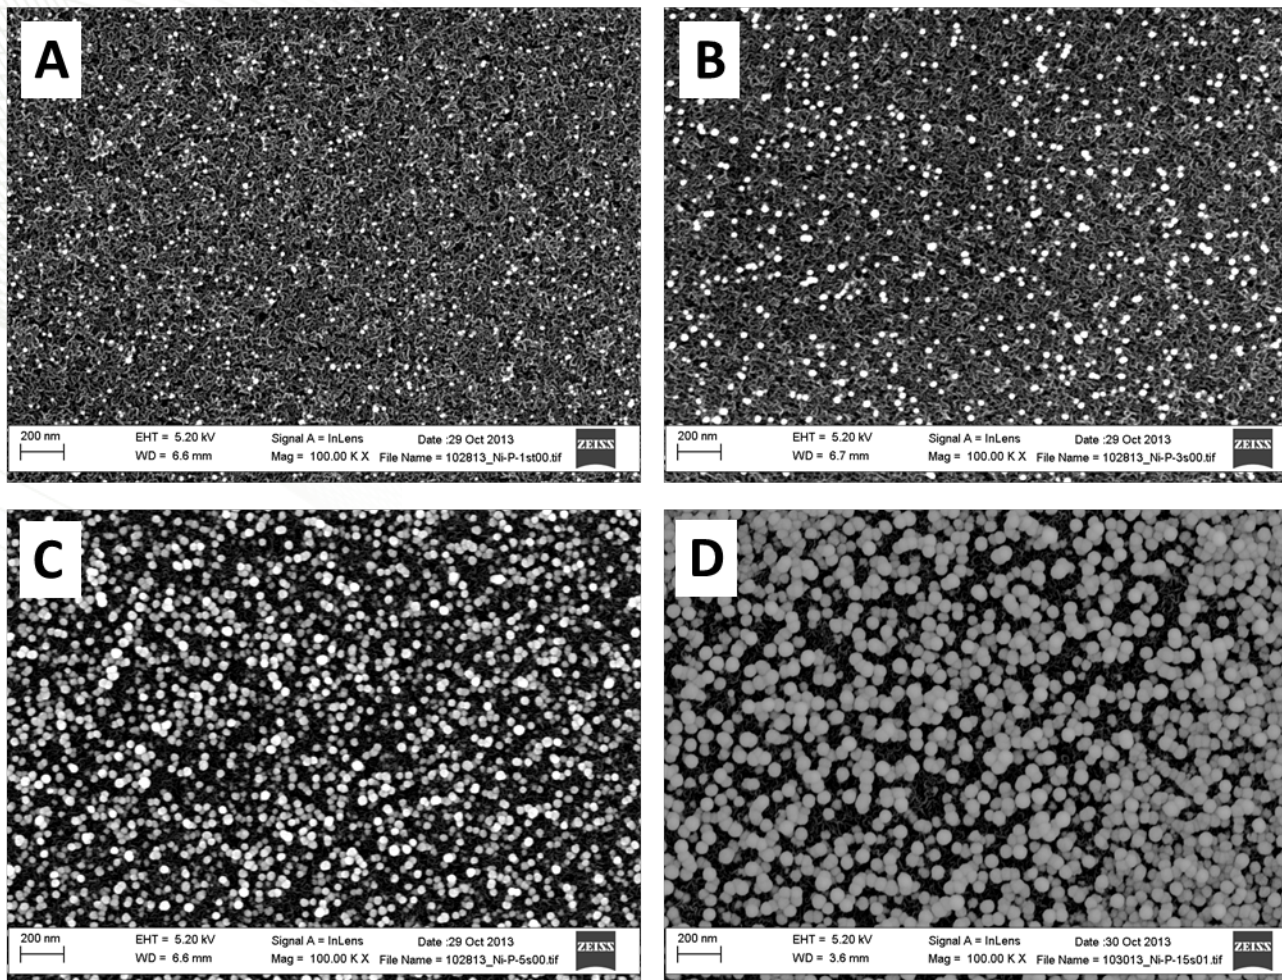 A
200 nm EHT = 5.20 kV Signal A = InLens Date :29 Oct 2013 ZEISS
WD = 6.6 mm Mag = 100.00 K X File Name = 102813_Ni-P-1st00.tif
B
200 nm EHT = 5.20 kV Signal A = InLens Date :29 Oct 2013 ZEISS
WD = 6.7 mm Mag = 100.00 K X File Name = 102813_Ni-P-3s00.tif
C
200 nm EHT = 5.20 kV Signal A = InLens Date :29 Oct 2013 ZEISS
WD = 6.6 mm Mag = 100.00 K X File Name = 102813_Ni-P-5s00.tif
D
200 nm EHT = 5.20 kV Signal A = InLens Date :30 Oct 2013 ZEISS
WD = 3.6 mm Mag = 100.00 K X File Name = 103013_Ni-P-15s01.tif